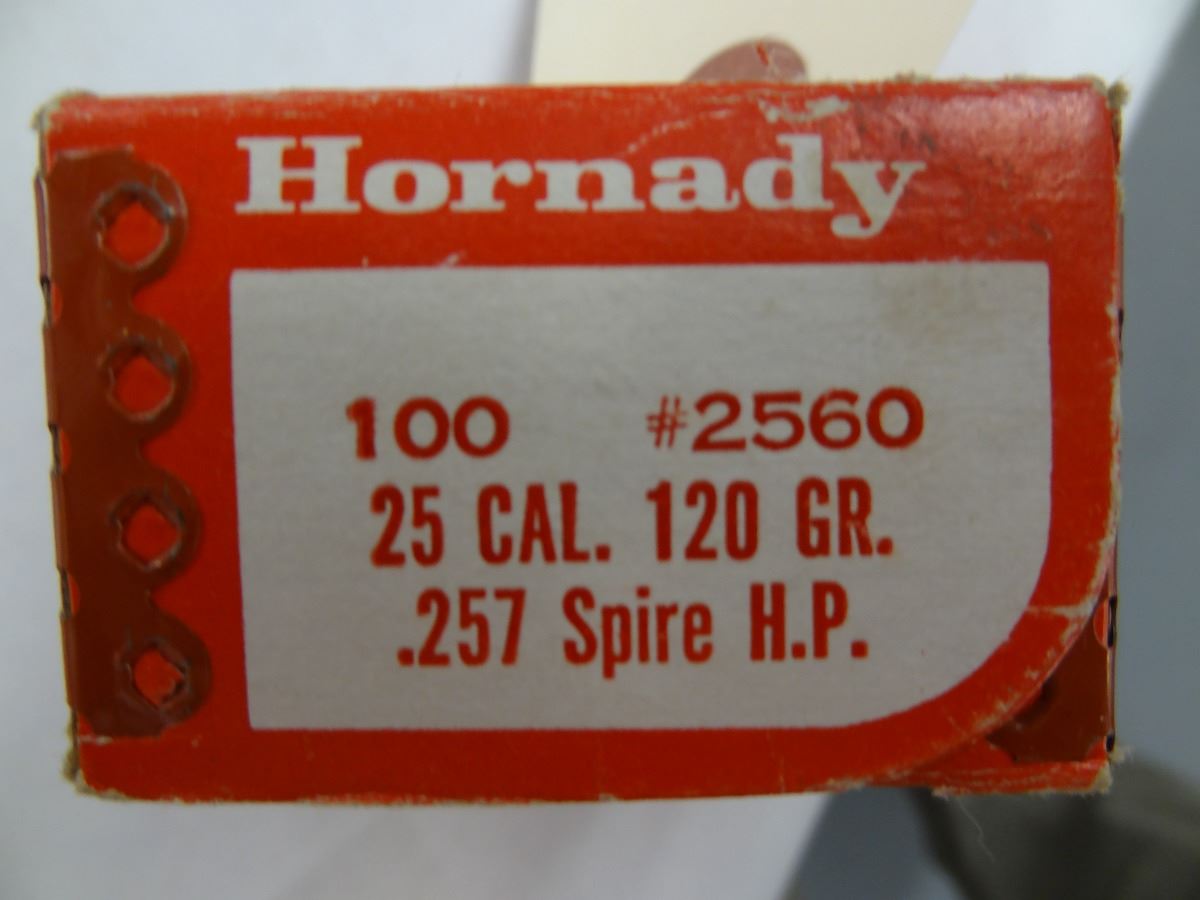 Hornady
100 #2560
25 CAL. 120 GR.
.257 Spire H.P.